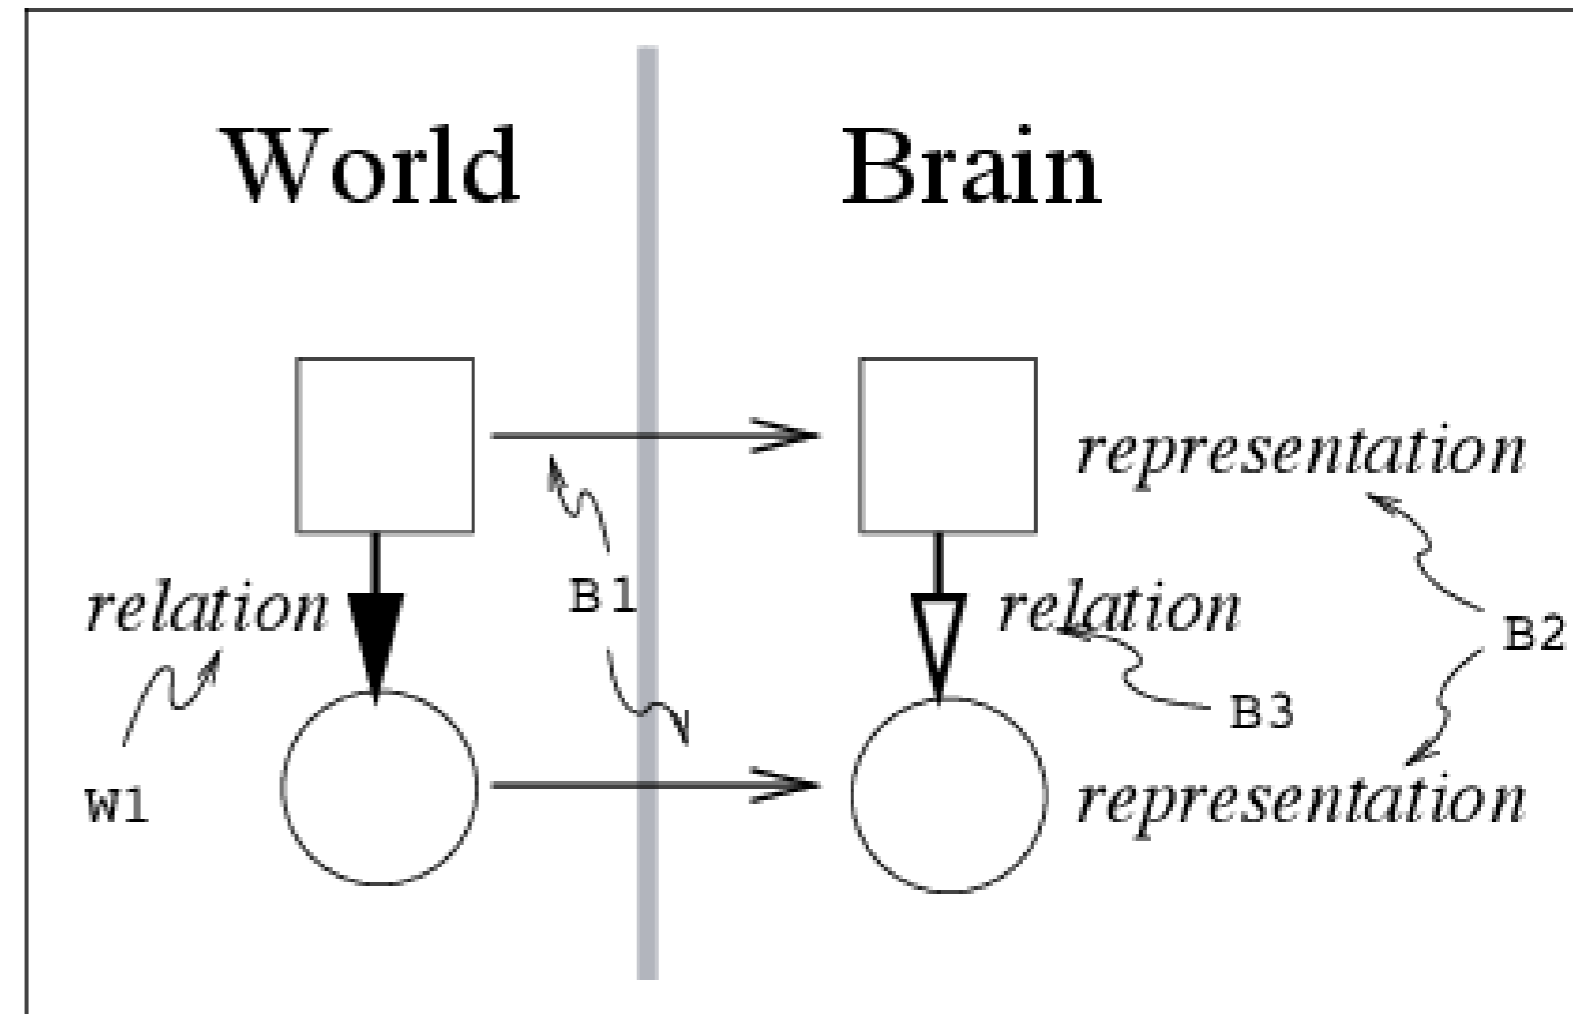 World
Brain
representation
relation
B1
relation
B2
B3
W1
representation